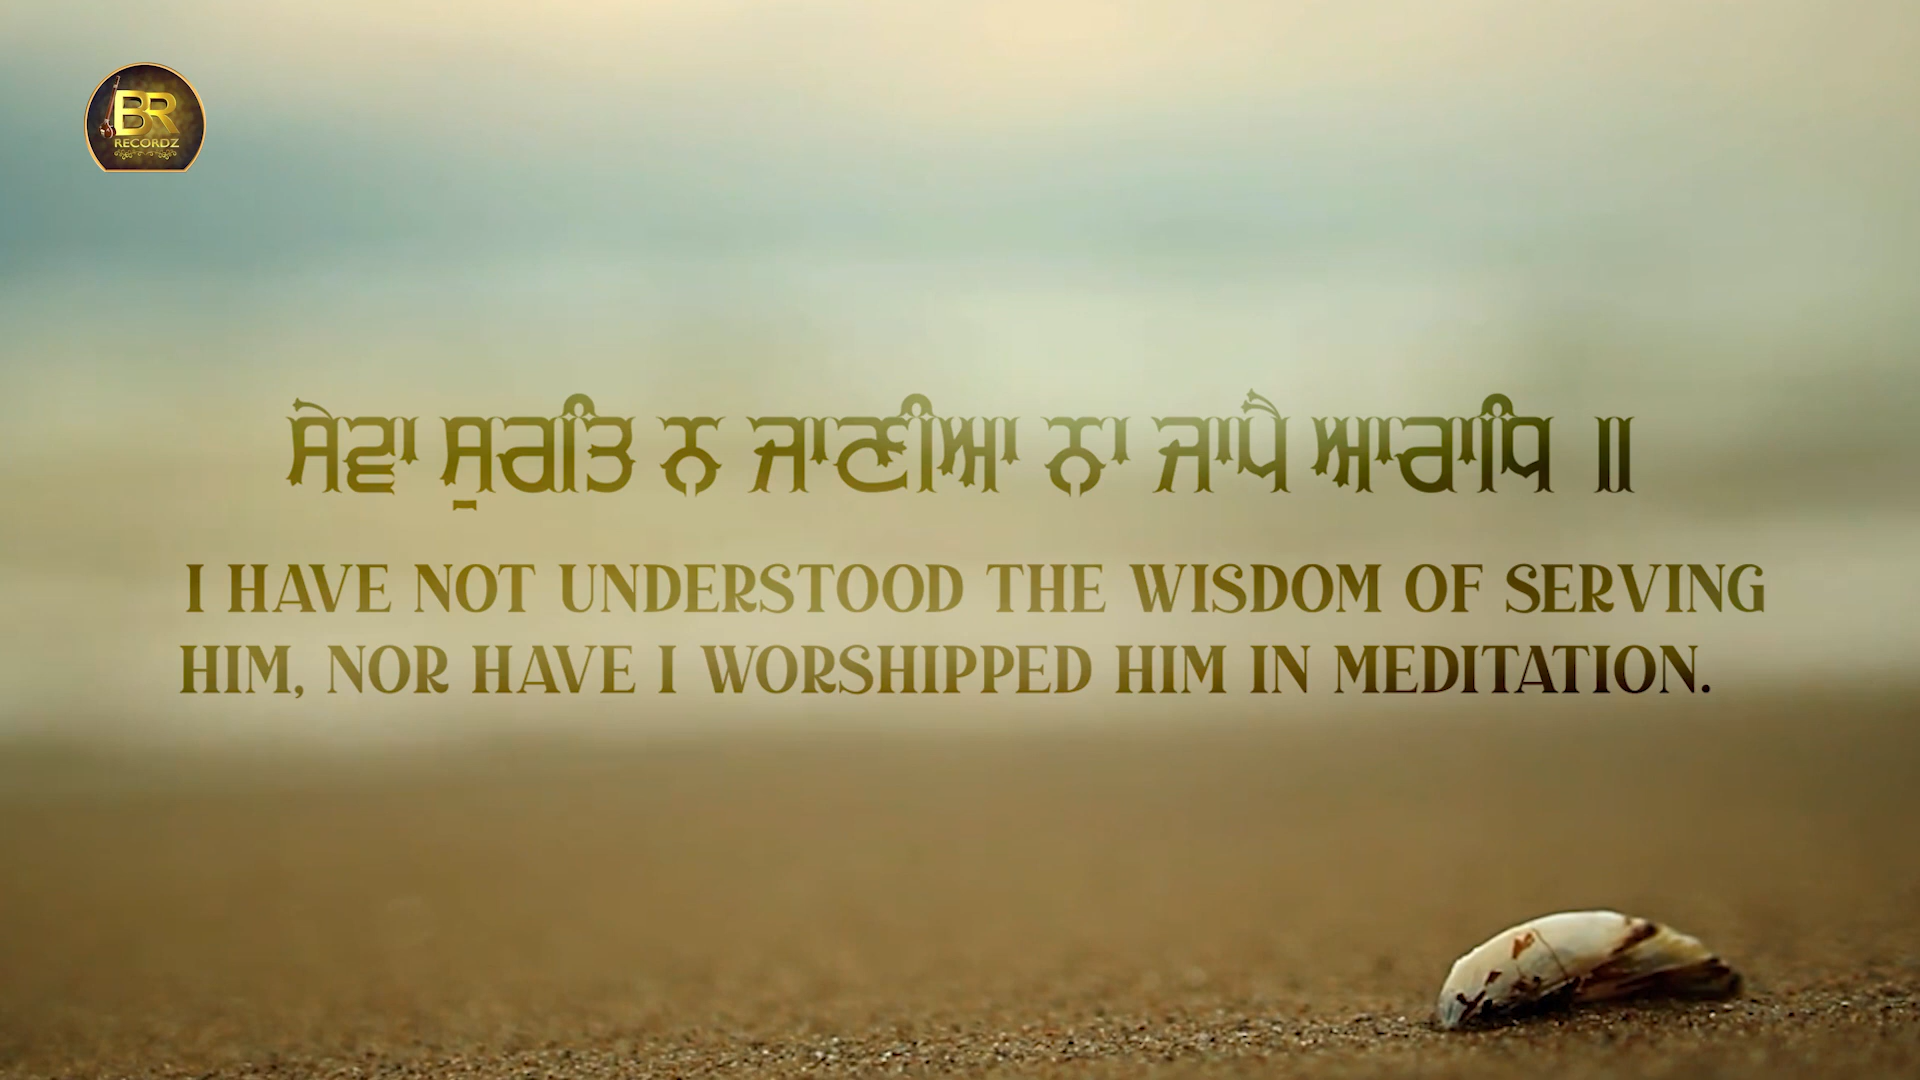 BR
RECORDZ
ਸੇਵਾ ਸੁਰਤਿ ਨ ਜਾਣੀਆ ਨਾ ਜਾਪੈ ਆਰਾਧਿ ॥
I HAVE NOT UNDERSTOOD THE WISDOM OF SERVING
HIM, NOR HAVE I WORSHIPPED HIM IN MEDITATION.